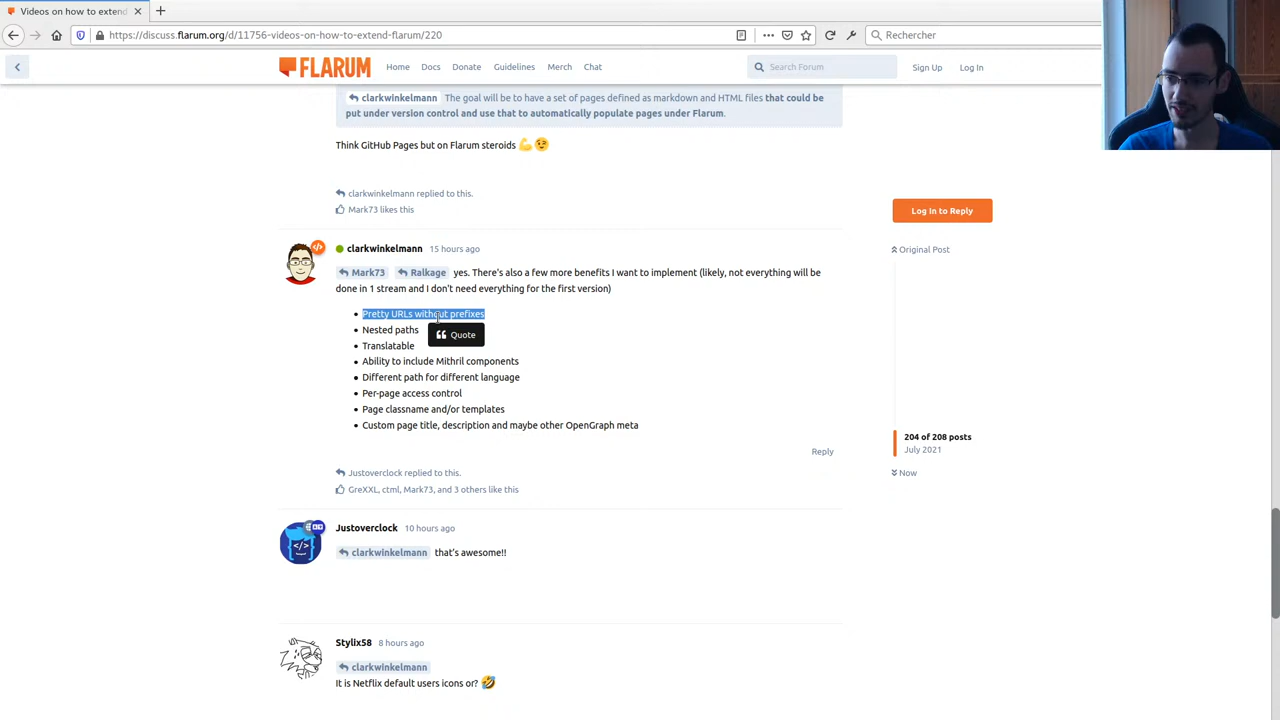 Videos on how to extend
https://discuss.flarum.org/d/11756-videos-on-how-to-extend-flarum/220
Rechercher
FLARUM Home Docs Donate Guidelines Merch Chat Search Forum Sign Up Log In
clarkwinkelmann The goal will be to have a set of pages defined as markdown and HTML files that could be
put under version control and use that to automatically populate pages under Flarum.
Think GitHub Pages but on Flarum steroids 💪😉
clarkwinkelmann replied to this.
Mark73 likes this
Log In to Reply
Original Post
clarkwinkelmann 15 hours ago
Mark73 Ralkage yes. There's also a few more benefits I want to implement (likely, not everything will be
done in 1 stream and I don't need everything for the first version)
• Pretty URLs without prefixes
• Nested paths
Quote
• Translatable
• Ability to include Mithril components
• Different path for different language
• Per-page access control
• Page classname and/or templates
• Custom page title, description and maybe other OpenGraph meta
204 of 208 posts
July 2021
Now
Reply
Justoverclock replied to this.
GreXXL, ctml, Mark73, and 3 others like this
Justoverclock 10 hours ago
clarkwinkelmann that's awesome!!
Stylix58 8 hours ago
clarkwinkelmann
It is Netflix default users icons or? 🤣